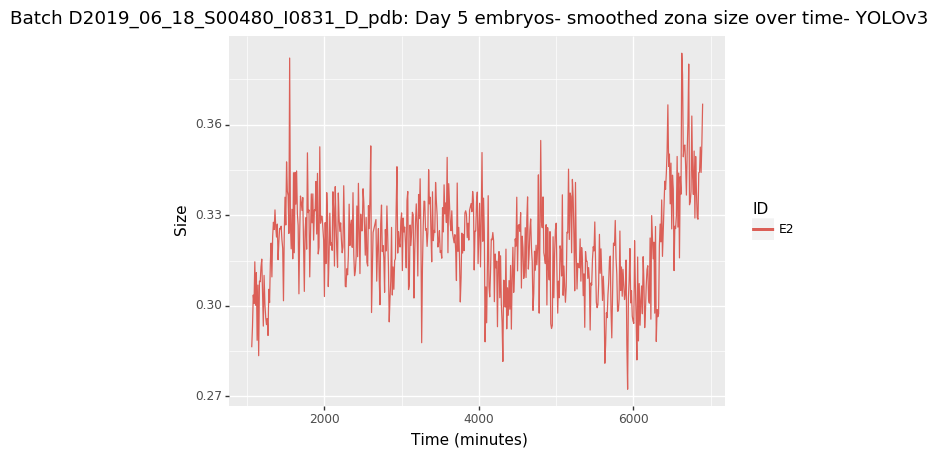 Batch D2019_06_18_S00480_I0831_D_pdb: Day 5 embryos- smoothed zona size over time- YOLOv3
0.36
0.33
0.30
0.27
Size
2000
4000
6000
Time (minutes)
ID
E2